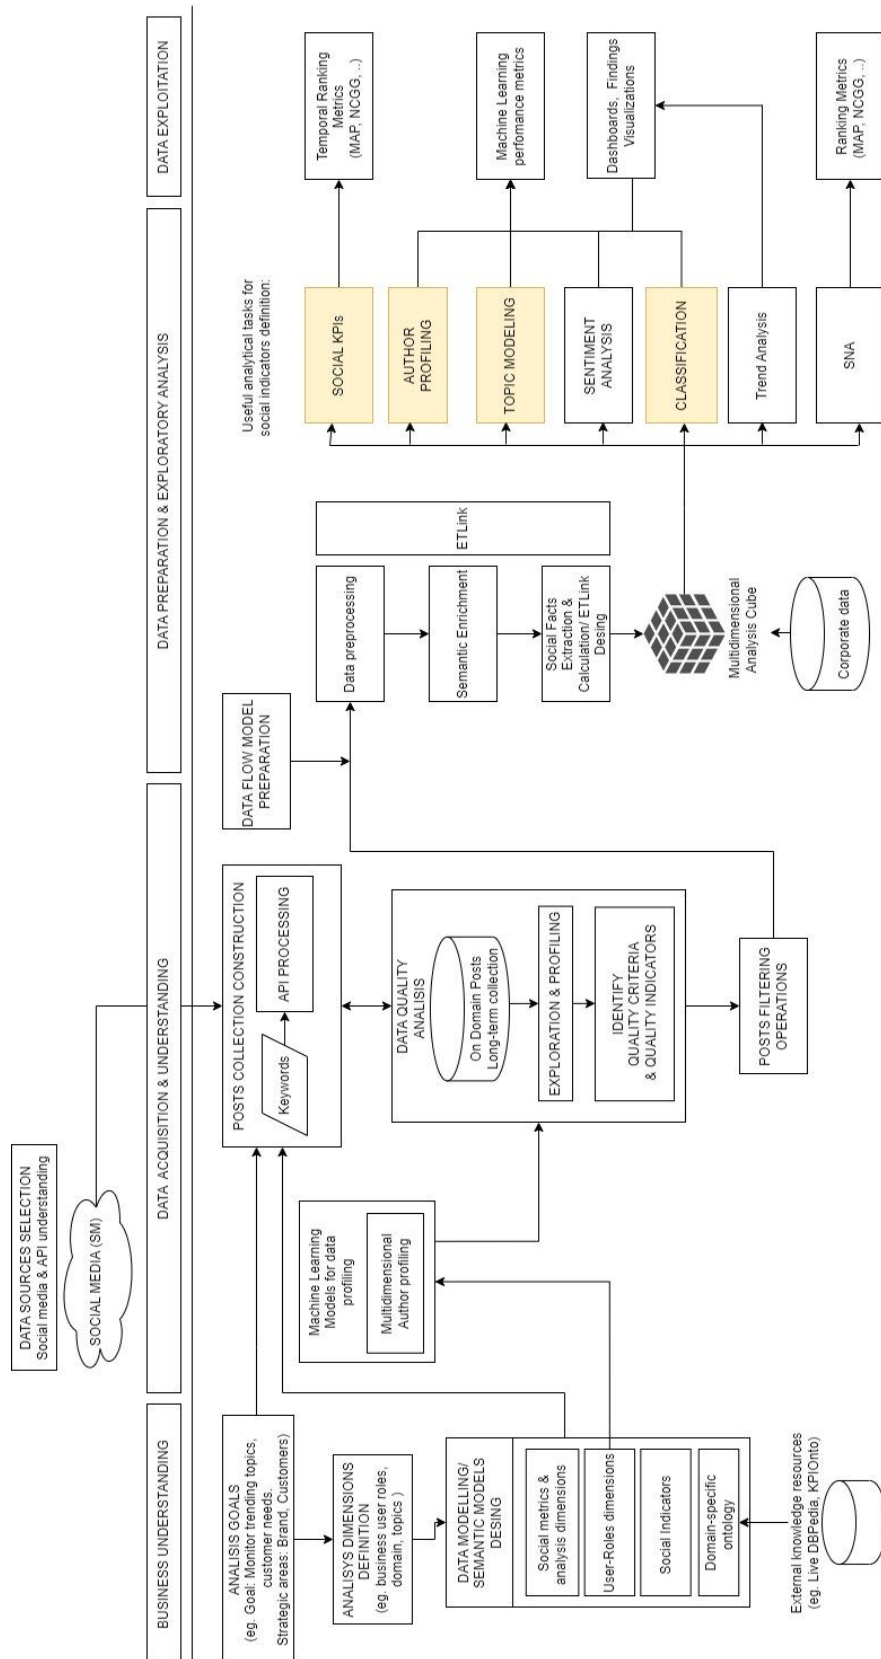 DATA SOURCES SELECTION
Social media & API understanding
SOCIAL MEDIA (SM)
BUSINESS UNDERSTANDING
DATA ACQUISITION & UNDERSTANDING
DATA PREPARATION & EXPLORATORY ANALYSIS
DATA EXPLOITATION
ANALISIS GOALS
(eg. Goal: Monitor trending topics,
customer needs.
Strategic areas: Brand, Customers)
ANALISYS DIMENSIONS
DEFINITION
(eg. business user roles,
domain, topics )
DATA MODELLING/
SEMANTIC MODELS
DESING
Social metrics &
analysis dimensions
User-Roles dimensions
Social Indicators
Domain-specific
ontology
External knowledge resources
(eg. Live DBPedia, KPIOnto)
Machine Learning
Models for data
profiling
Multidimensional
Author profiling
POSTS COLLECTION CONSTRUCTION
Keywords
API PROCESSING
DATA QUALITY
ANALISIS
On Domain Posts
Long-term collection
EXPLORATION & PROFILING
IDENTIFY
QUALITY CRITERIA
& QUALITY INDICATORS
POSTS FILTERING
OPERATIONS
DATA FLOW MODEL
PREPARATION
Data preprocessing
Semantic Enrichment
Social Facts
Extraction &
Calculation/ ETLink
Desing
ETLink
Multidimensional
Analysis Cube
Corporate data
Useful analytical tasks for
social indicators definition:
SOCIAL KPIs
AUTHOR
PROFILING
TOPIC MODELING
SENTIMENT
ANALYSIS
CLASSIFICATION
Trend Analysis
SNA
Temporal Ranking
Metrics
(MAP, NCGG, ..)
Machine Learning
perfomance metrics
Dashboards, Findings
Visualizations
Ranking Metrics
(MAP, NCGG, ..)